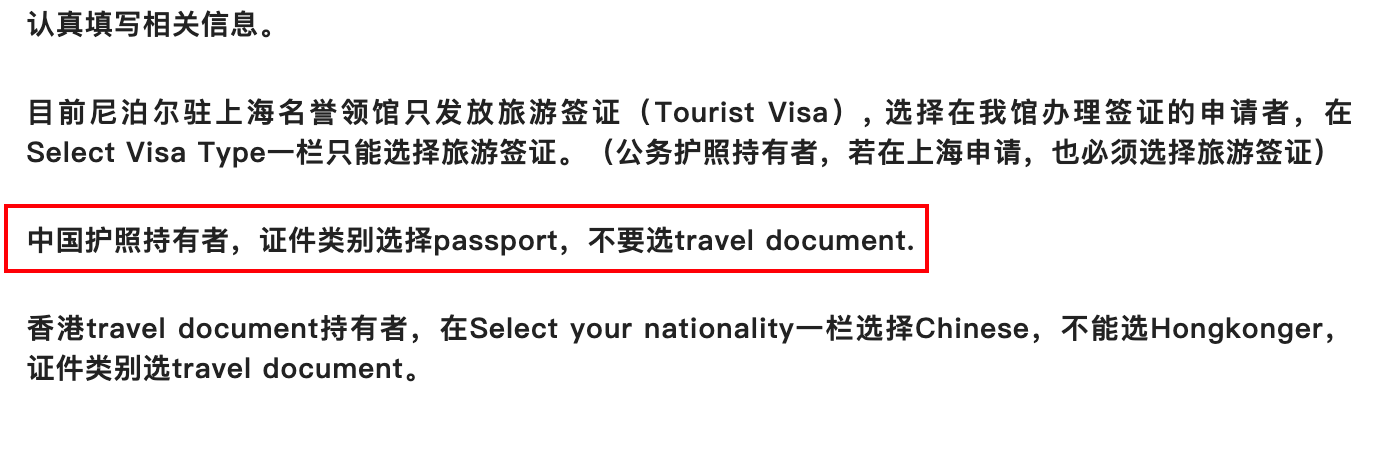 认真填写相关信息。
目前尼泊尔驻上海名誉领馆只发放旅游签证（Tourist Visa），选择在我馆办理签证的申请者，在
Select Visa Type一栏只能选择旅游签证。（公务护照持有者，若在上海申请，也必须选择旅游签证）
中国护照持有者，证件类别选择passport，不要选travel document.
香港travel document持有者，在Select your nationality一栏选择Chinese，不能选Hongkonger，
证件类别选travel document。